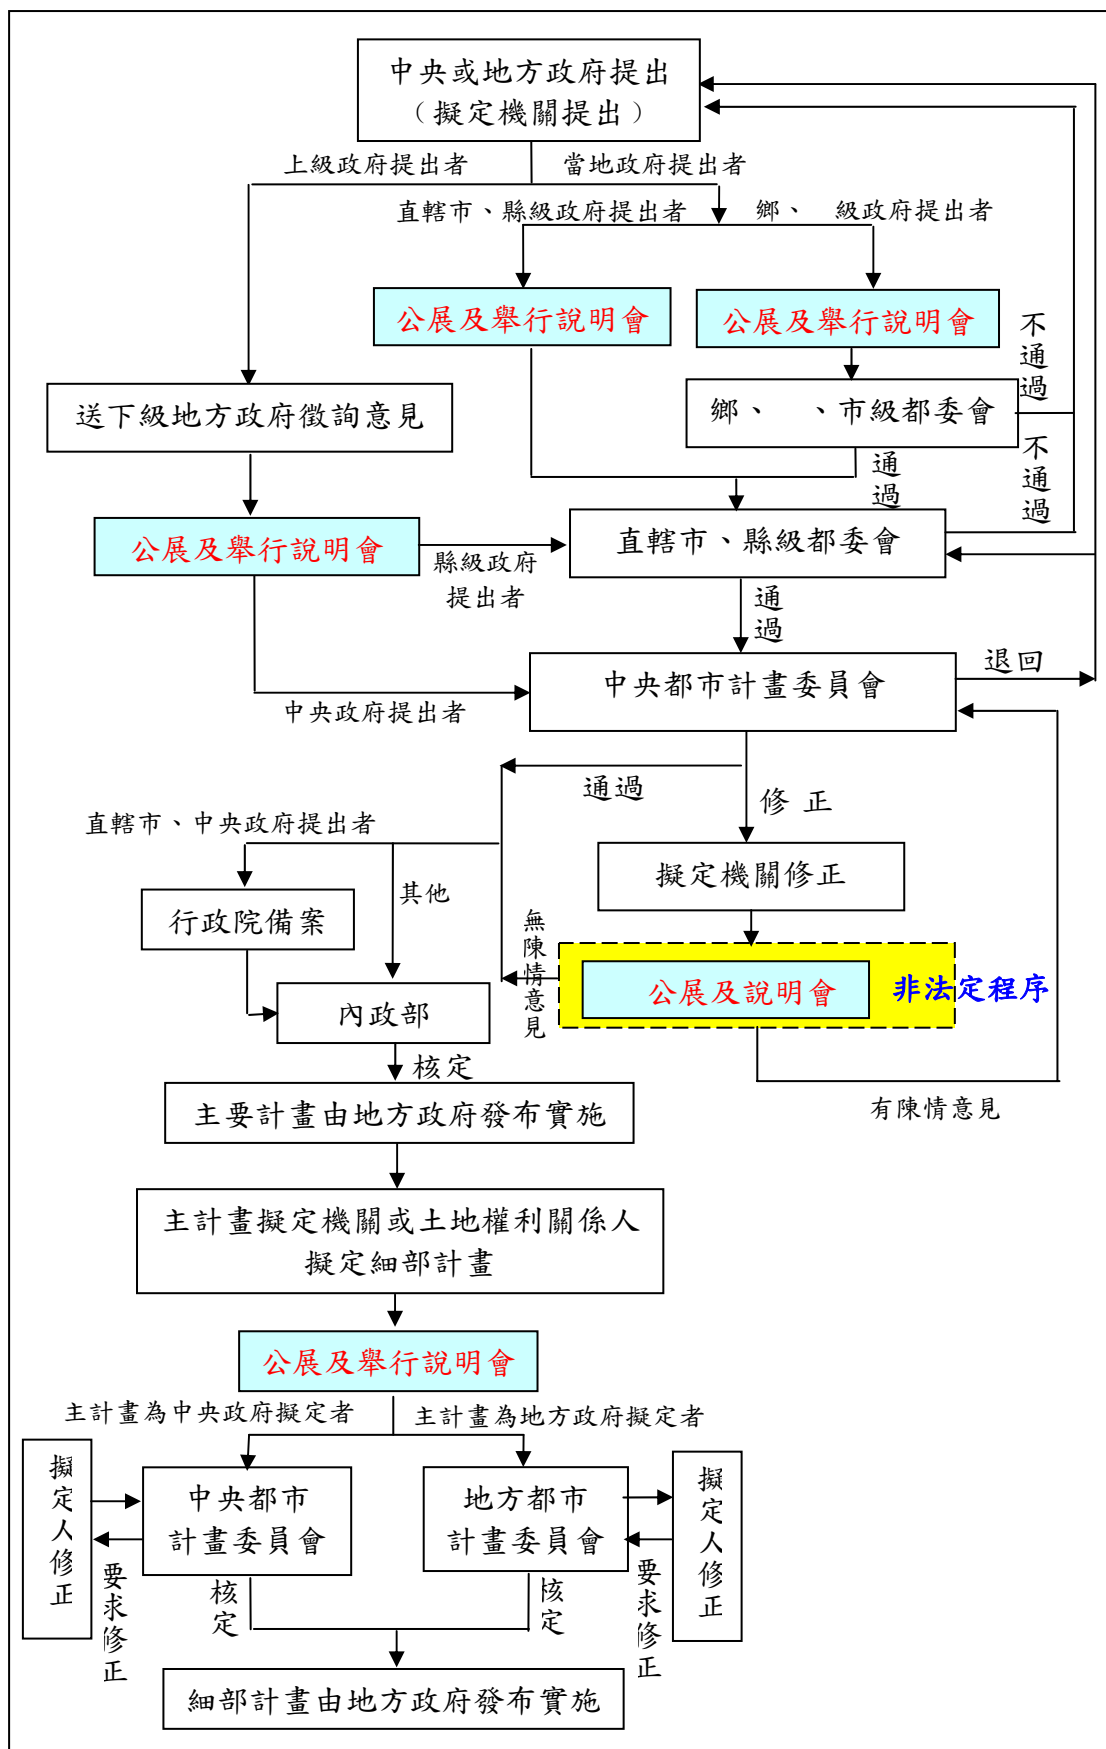 中央或地方政府提出
（擬定機關提出）
上級政府提出者
當地政府提出者
直轄市、縣級政府提出者
鄉、　級政府提出者
公展及舉行說明會
公展及舉行說明會
不通過
送下級地方政府徵詢意見
鄉、　、市級都委會
通過
不通過
公展及舉行說明會
縣級政府
提出者
直轄市、縣級都委會
通過
中央都市計畫委員會
退回
中央政府提出者
通過
修 正
直轄市、中央政府提出者
擬定機關修正
其他
行政院備案
無陳情意見
公展及說明會
非法定程序
內政部
核定
有陳情意見
主要計畫由地方政府發布實施
主計畫擬定機關或土地權利關係人
擬定細部計畫
公展及舉行說明會
主計畫為中央政府擬定者
主計畫為地方政府擬定者
擬定人修正
中央都市
計畫委員會
地方都市
計畫委員會
擬定人修正
要求修正
核定
核定
要求修正
細部計畫由地方政府發布實施